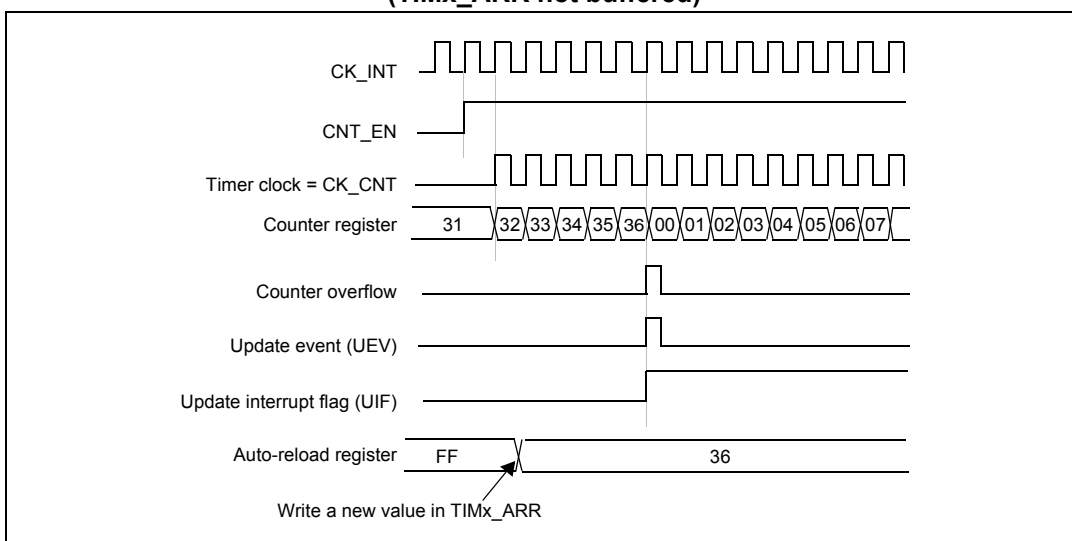 (TIMx_ARR not buffered)
CK_INT
CNT_EN
Timer clock = CK_CNT
Counter register 31 32 33 34 35 36 00 01 02 03 04 05 06 07
Counter overflow
Update event (UEV)
Update interrupt flag (UIF)
Auto-reload register FF 36
Write a new value in TIMx_ARR